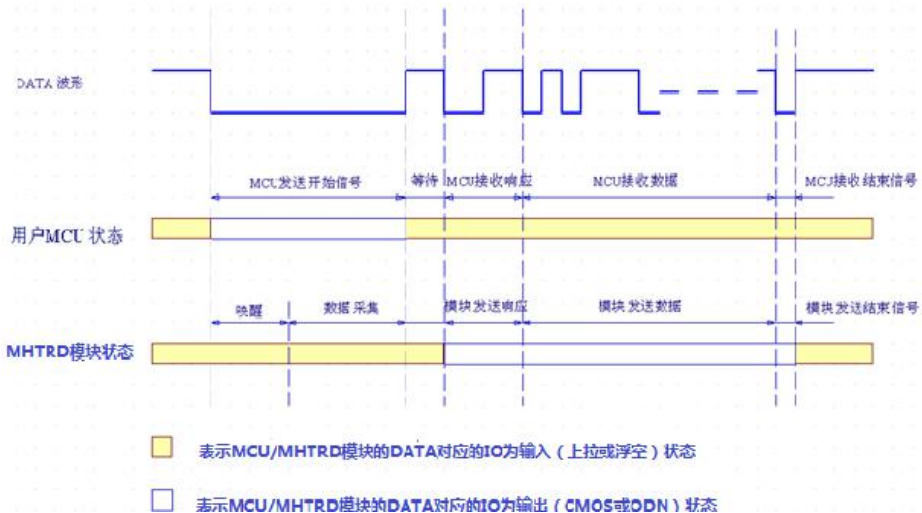 DATA 波形
MCU发送开始信号 等待 MCU接收响应 MCU接收数据 MCU接收结束信号
用户MCU 状态
唤醒 数据采集 模块发送响应 模块发送数据 模块发送结束信号
MHTRD模块状态
表示MCU/MHTRD模块的DATA对应的IO为输入（上拉或浮空）状态
表示MCU/MHTRD模块的DATA对应的IO为输出（CMOS或ODN）状态